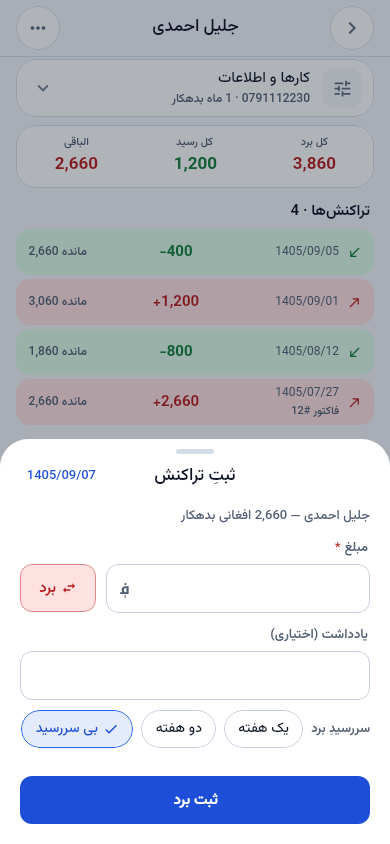 جلیل احمدی
کارها و اطلاعات
0791112230 · 1 ماه بدهکار
کل برد
کل رسید
الباقی
3,860
1,200
2,660
تراکنش‌ها · 4
1405/09/05
−400
مانده 2,660
1405/09/01
+1,200
مانده 3,060
1405/08/12
−800
مانده 1,860
1405/07/27
فاکتور #12
+2,660
مانده 2,660
ثبتِ تراکنش
1405/09/07
جلیل احمدی — 2,660 افغانی بدهکار
مبلغ *
؋
برد
یادداشت (اختیاری)
سررسیدِ برد
یک هفته
دو هفته
بی سررسید
ثبت برد